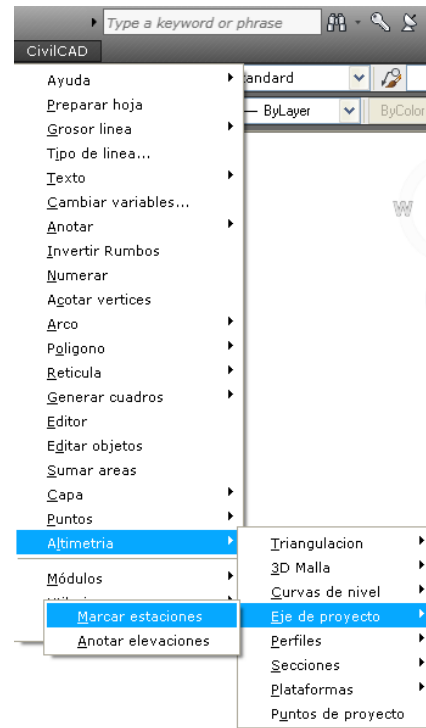 Type a keyword or phrase
CivilCAD
Ayuda
andard
Preparar hoja
Grosor linea
ByLayer
ByColor
Tipo de linea...
Texto
Cambiar variables...
W
Anotar
Invertir Rumbos
Numerar
Acotar vertices
Arco
Poligono
Reticula
Generar cuadros
Editor
Editar objetos
Sumar areas
Capa
Puntos
Altimetria
Triangulacion
3D Malla
Módulos
Curvas de nivel
Marcar estaciones
Eje de proyecto
Anotar elevaciones
Perfiles
Secciones
Plataformas
Puntos de proyecto